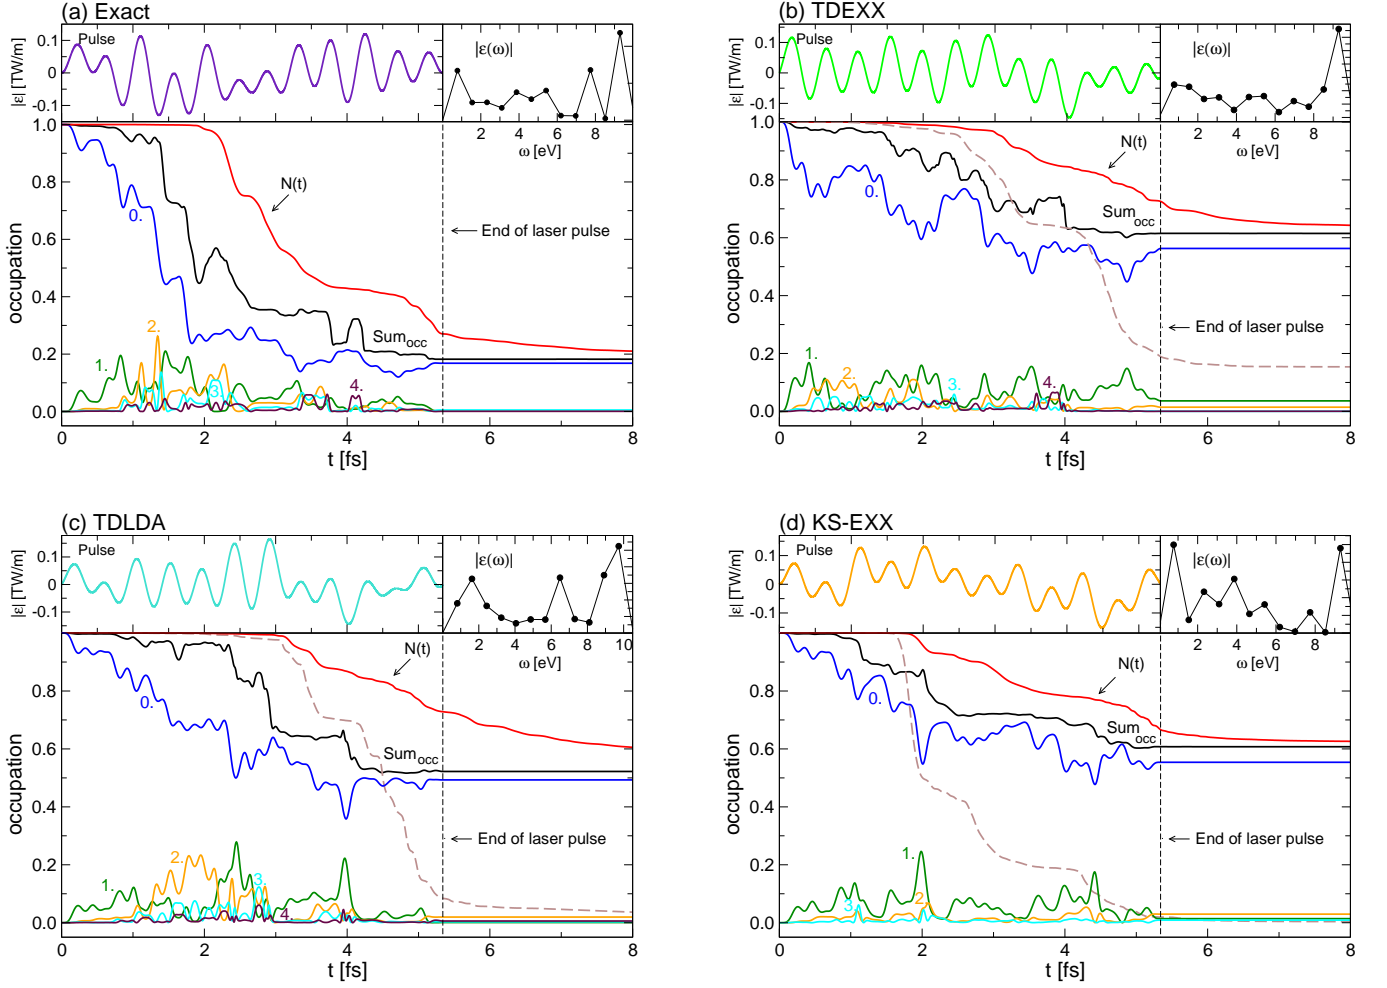 (a) Exact
Pulse
|ε(ω)|
|ε| [TW/m]
0.1
0
-0.1
2 4 6 8
ω [eV]
1.0
0.8
0.6
0.4
0.2
0.0
occupation
N(t)
0.
End of laser pulse
Sum occ
1.
2.
3.
4.
0 2 4 6 8
t [fs]
(b) TDEXX
Pulse
|ε(ω)|
|ε| [TW/m]
0.1
0
-0.1
2 4 6 8
ω [eV]
1.0
0.8
0.6
0.4
0.2
0.0
occupation
N(t)
0.
Sum occ
End of laser pulse
1.
2.
3.
4.
0 2 4 6 8
t [fs]
(c) TDLDA
Pulse
|ε(ω)|
|ε| [TW/m]
0.1
0
-0.1
2 4 6 8 10
ω [eV]
0.8
0.6
0.4
0.2
0.0
occupation
N(t)
0.
Sum occ
End of laser pulse
1.
2.
3.
4.
0 2 4 6 8
t [fs]
(d) KS-EXX
Pulse
|ε(ω)|
|ε| [TW/m]
0.1
0
-0.1
2 4 6 8
ω [eV]
0.8
0.6
0.4
0.2
0.0
occupation
N(t)
0.
Sum occ
End of laser pulse
1.
2.
3.
0 2 4 6 8
t [fs]